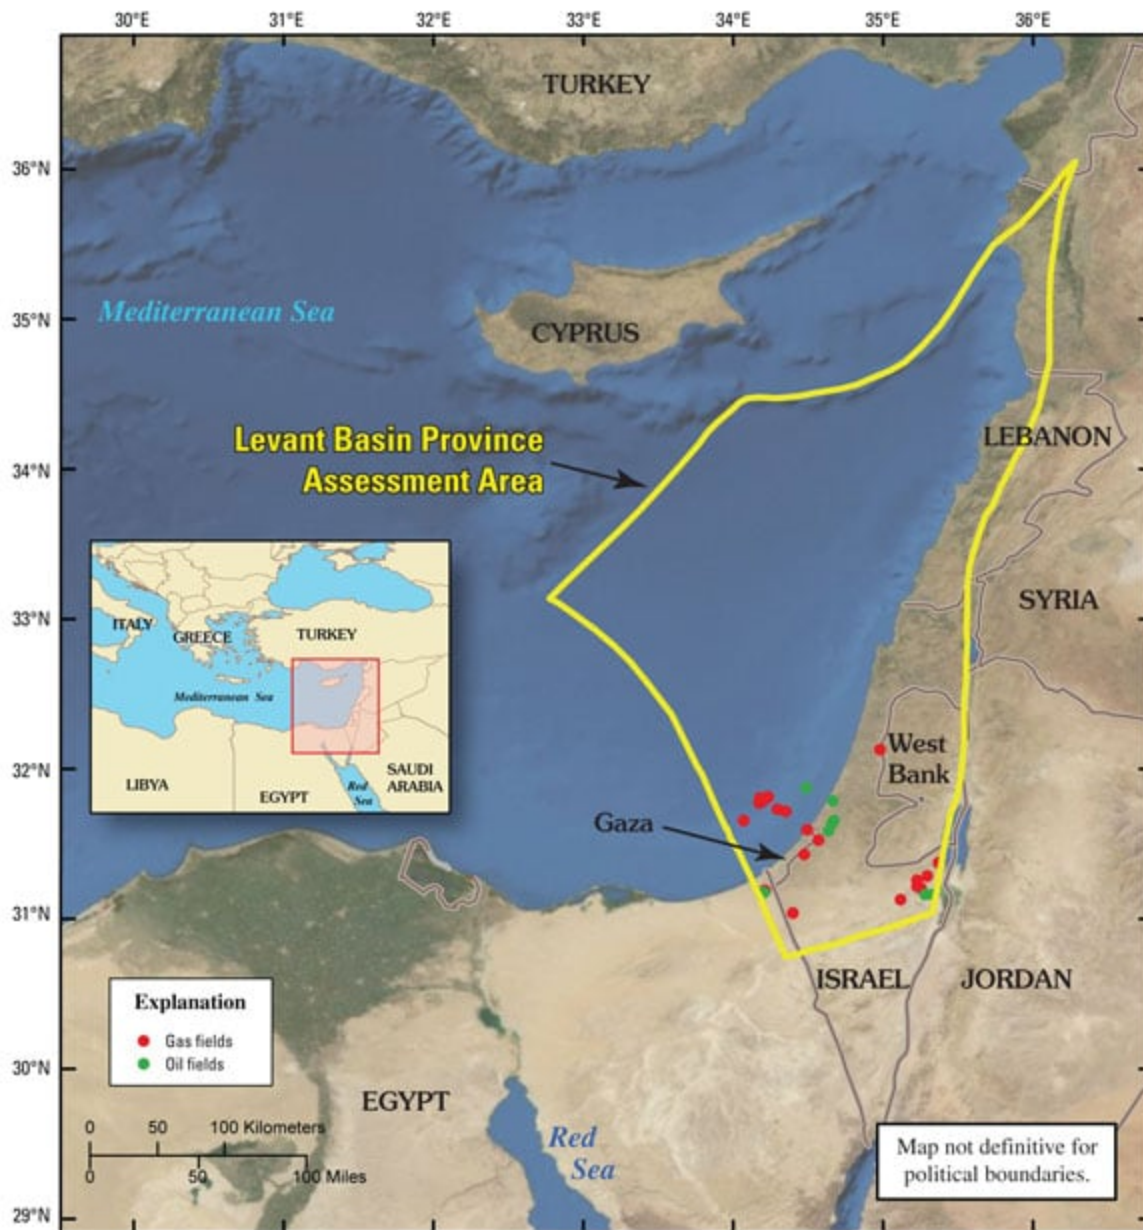 30°E 31°E 32°E 33°E 34°E 35°E 36°E
TURKEY
36°N
Mediterranean Sea
35°N
CYPRUS
Levant Basin Province
Assessment Area
LEBANON
34°N
33°N
SYRIA
ITALY
GREECE
TURKEY
Mediterranean Sea
LIBYA
EGYPT
Red
Sea
SAUDI
ARABIA
32°N
West
Bank
Gaza
31°N
ISRAEL
JORDAN
Explanation
Gas fields
Oil fields
30°N
EGYPT
0 50 100 Kilometers
0 50 100 Miles
Red
Sea
Map not definitive for
political boundaries.
29°N